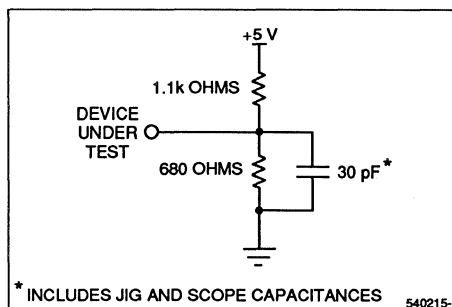 +5 V
1.1k OHMS
DEVICE
UNDER
TEST
680 OHMS
30 pF*
* INCLUDES JIG AND SCOPE CAPACITANCES
540215-